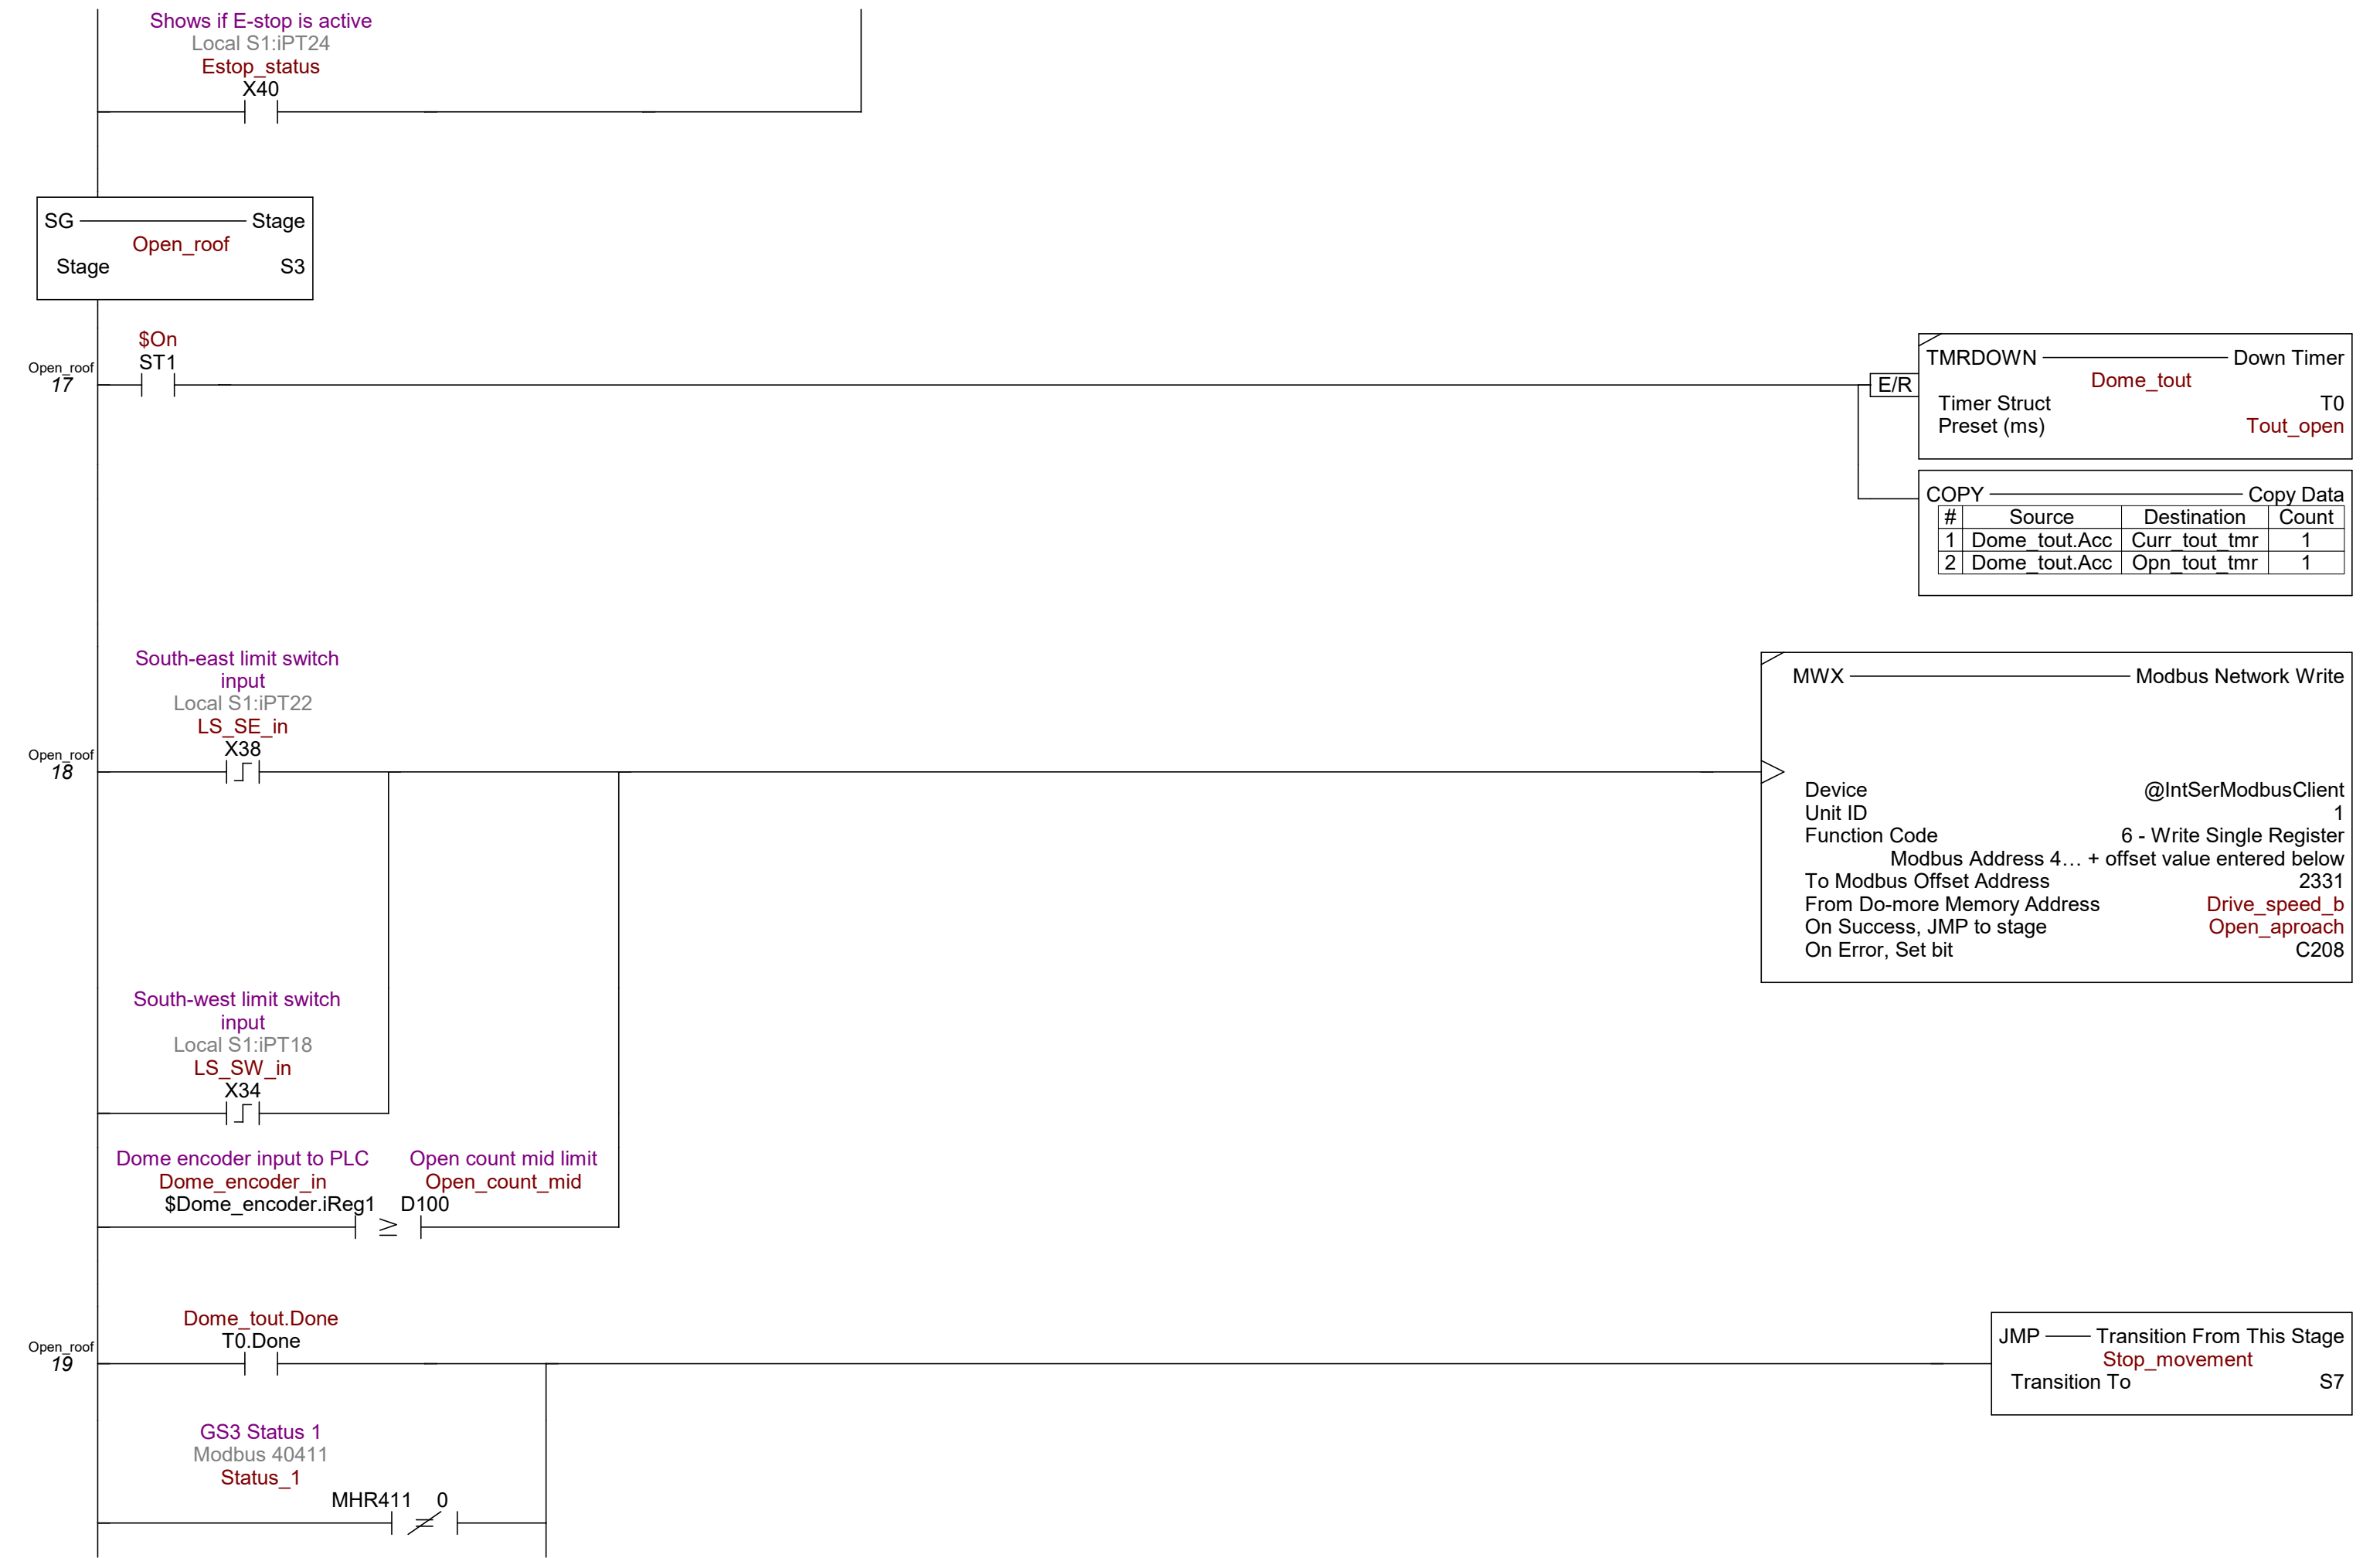 Shows if E-stop is active
Local S1:iPT24
Estop_status
X40
SG Stage
Open_roof
Stage S3
$On
ST1
Open_roof
17
E/R
TMRDOWN Down Timer
Dome_tout
Timer Struct T0
Preset (ms) Tout_open
COPY Copy Data
# Source Destination Count
1 Dome_tout.Acc Curr_tout_tmr 1
2 Dome_tout.Acc Opn_tout_tmr 1
South-east limit switch
input
Local S1:iPT22
LS_SE_in
X38
Open_roof
18
MWX Modbus Network Write
Device @IntSerModbusClient
Unit ID 1
Function Code 6 - Write Single Register
Modbus Address 4… + offset value entered below
To Modbus Offset Address 2331
From Do-more Memory Address Drive_speed_b
On Success, JMP to stage Open_aproach
On Error, Set bit C208
South-west limit switch
input
Local S1:iPT18
LS_SW_in
X34
Dome encoder input to PLC Open count mid limit
Dome_encoder_in Open_count_mid
$Dome_encoder.iReg1 D100
≥
Dome_tout.Done
T0.Done
Open_roof
19
JMP Transition From This Stage
Stop_movement
Transition To S7
GS3 Status 1
Modbus 40411
Status_1
MHR411 0
≠